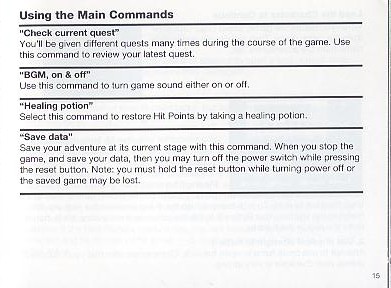 Using the Main Commands
"Check current quest"
You'll be given different quests many times during the course of the game. Use
this command to review your latest quest.
"BGM, on & off"
Use this command to turn game sound either on or off.
"Healing potion"
Select this command to restore Hit Points by taking a healing potion.
"Save data"
Save your adventure at its current stage with this command. When you stop the
game, and save your data, then you may turn off the power switch while pressing
the reset button. Note: you must hold the reset button while turning power off or
the saved game may be lost.
15